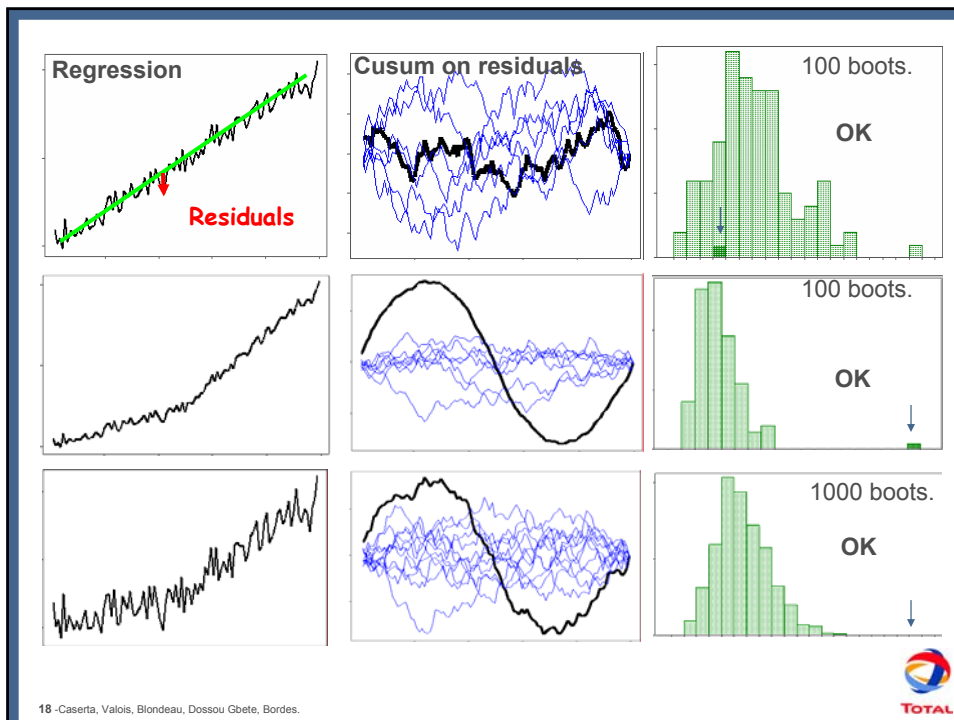 Regression
Cusum on residuals
100 boots.
OK
Residuals
100 boots.
OK
1000 boots.
OK
18 -Caserta, Valois, Blondeau, Dossou Gbete, Bordes.
TOTAL